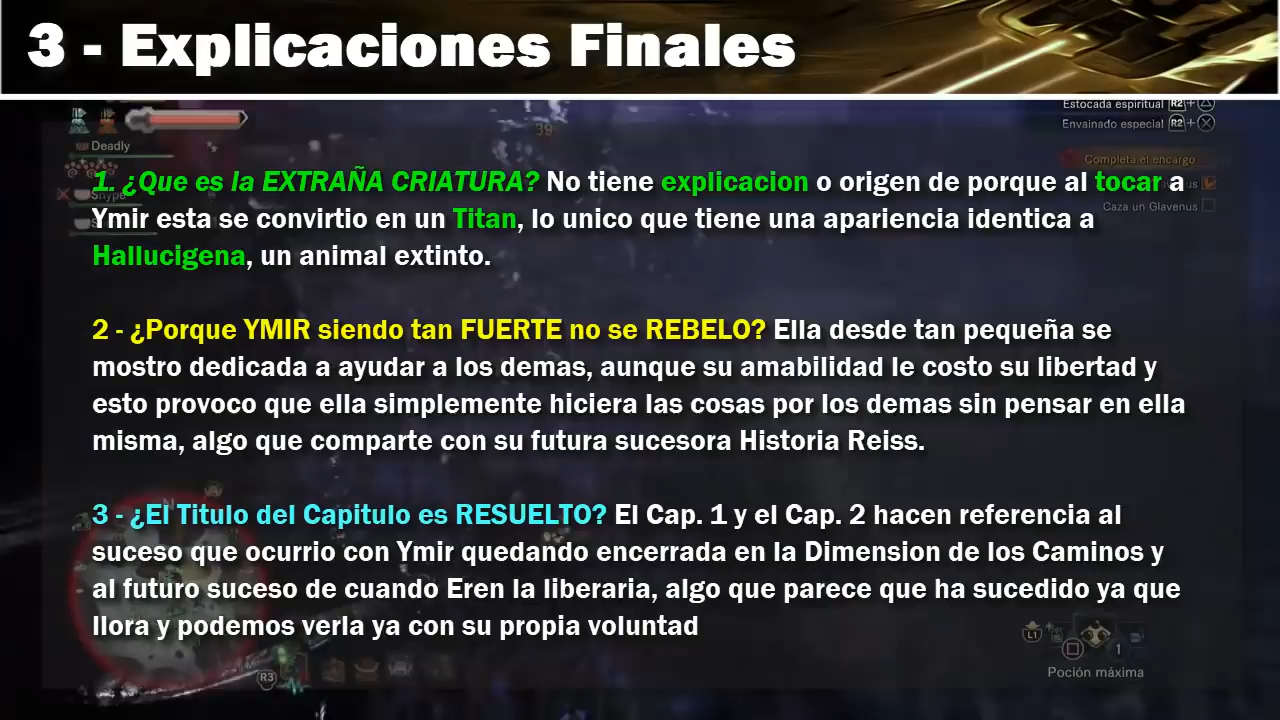 3 - Explicaciones Finales
Estocada espiritual R2+
Envainado especial R2+
39
Deadly
Completa el encargo
1. ¿Que es la EXTRAÑA CRIATURA? No tiene explicacion o origen de porque al tocar a
Caza un Glavenus
Ymir esta se convirtio en un Titan, lo unico que tiene una apariencia identica a
Hallucigena, un animal extinto.
2 - ¿Porque YMIR siendo tan FUERTE no se REBELO? Ella desde tan pequeña se
mostro dedicada a ayudar a los demas, aunque su amabilidad le costo su libertad y
esto provoco que ella simplemente hiciera las cosas por los demas sin pensar en ella
misma, algo que comparte con su futura sucesora Historia Reiss.
3 - ¿El Titulo del Capitulo es RESUELTO? El Cap. 1 y el Cap. 2 hacen referencia al
suceso que ocurrio con Ymir quedando encerrada en la Dimension de los Caminos y
al futuro suceso de cuando Eren la liberaria, algo que parece que ha sucedido ya que
llora y podemos verla ya con su propia voluntad
L1
1
R3
Poción máxima